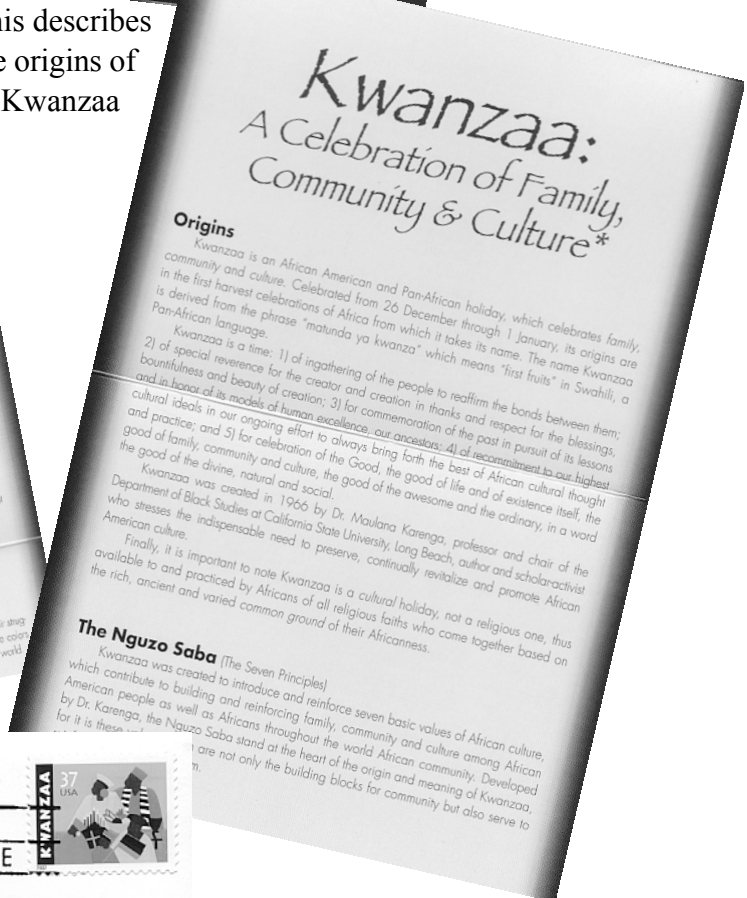 his describes
e origins of
Kwanzaa
Kwanzaa:
A Celebration of Family,
Community & Culture*
Origins
Kwanzaa is an African American and Pan-African holiday, which celebrates family,
community and culture. Celebrated from 26 December through 1 January, its origins are
in the first harvest celebrations of Africa from which it takes its name. The name Kwanzaa
is derived from the phrase "matunda ya kwanza" which means "first fruits" in Swahili, a
Pan-African language.
Kwanzaa is a time: 1) of ingathering of the people to reaffirm the bonds between them;
2) of special reverence for the creator and creation in thanks and respect for the blessings,
bountifulness and beauty of creation; 3) for commemoration of the past in pursuit of its lessons
and in honor of its models of human excellence, our ancestors; 4) of recommitment to our highest
cultural ideals in our ongoing effort to always bring forth the best of African cultural thought
and practice; and 5) for celebration of the Good, the good of life and of existence itself, the
good of family, community and culture, the good of the awesome and the ordinary, in a word
the good of the divine, natural and social.
Kwanzaa was created in 1966 by Dr. Maulana Karenga, professor and chair of the
Department of Black Studies at California State University, Long Beach, author and scholar-activist
who stresses the indispensable need to preserve, continually revitalize and promote African
American culture.
Finally, it is important to note Kwanzaa is a cultural holiday, not a religious one, thus
available to and practiced by Africans of all religious faiths who come together based on
the rich, ancient and varied common ground of their Africanness.
The Nguzo Saba (The Seven Principles)
Kwanzaa was created to introduce and reinforce seven basic values of African culture,
which contribute to building and reinforcing family, community and culture among African
American people as well as Africans throughout the world African community. Developed
by Dr. Karenga, the Nguzo Saba stand at the heart of the origin and meaning of Kwanzaa,
for it is these are not only the building blocks for community but also serve to
ir strug-
e colors
world
E
KWANZAA
37
USA